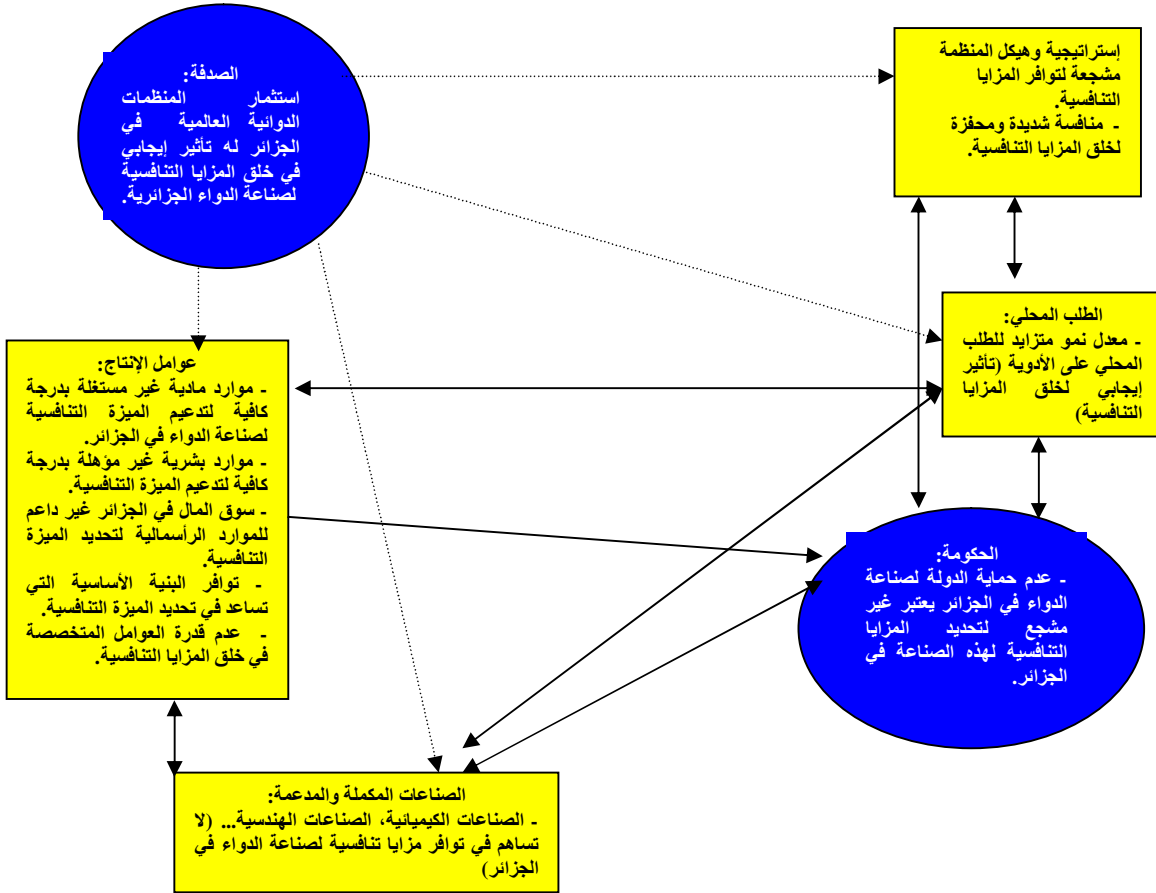 الصدفة:
استثمار المنظمات
الدوائية العالمية في
الجزائر له تأثير إيجابي
في خلق المزايا التنافسية
لصناعة الدواء الجزائرية.
إستراتيجية وهيكل المنظمة
مشجعة لتوافر المزايا
التنافسية.
- منافسة شديدة ومحفزة
لخلق المزايا التنافسية.
الطلب المحلي:
- معدل نمو متزايد للطلب
المحلي على الأدوية (تأثير
إيجابي لخلق المزايا
التنافسية)
عوامل الإنتاج:
- موارد مادية غير مستغلة بدرجة
كافية لتدعيم الميزة التنافسية
لصناعة الدواء في الجزائر.
- موارد بشرية غير مؤهلة بدرجة
كافية لتدعيم الميزة التنافسية.
- سوق المال في الجزائر غير داعم
للموارد الرأسمالية لتحديد الميزة
التنافسية.
- توافر البنية الأساسية التي
تساعد في تحديد الميزة التنافسية.
- عدم قدرة العوامل المتخصصة
في خلق المزايا التنافسية.
الحكومة:
- عدم حماية الدولة لصناعة
الدواء في الجزائر يعتبر غير
مشجع لتحديد المزايا
التنافسية لهذه الصناعة في
الجزائر.
الصناعات المكملة والمدعمة:
- الصناعات الكيميائية، الصناعات الهندسية... (لا
تساهم في توافر مزايا تنافسية لصناعة الدواء في
الجزائر)